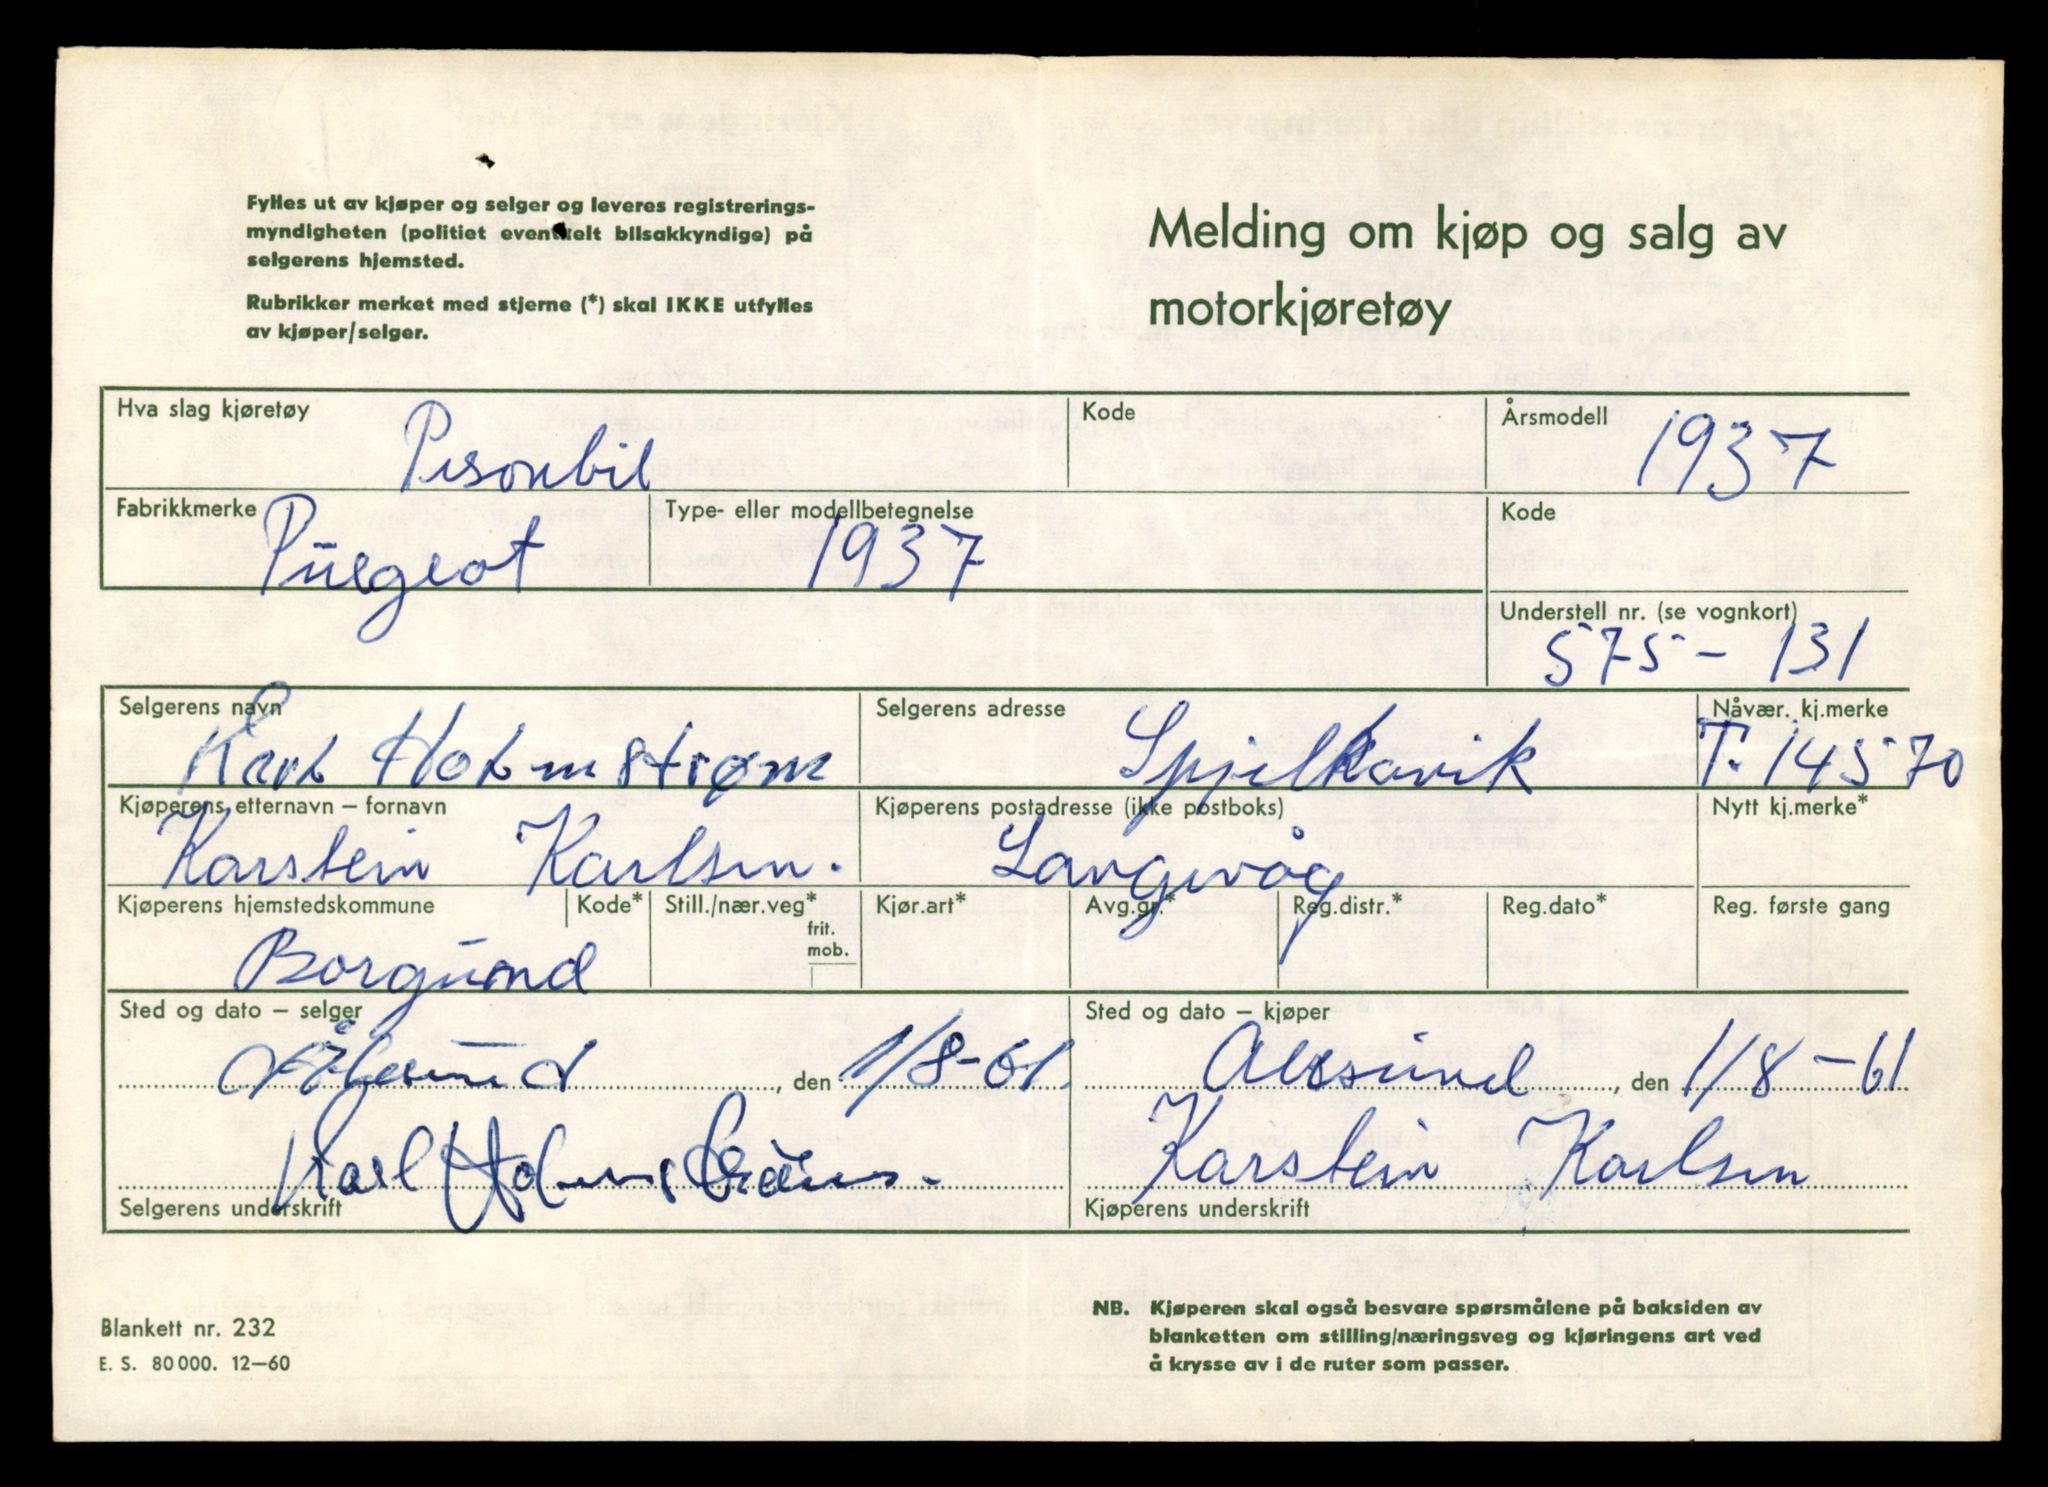 Fylles ut av kjøper og selger og leveres registrerings-
myndigheten (politiet eventuelt bilsakkyndige) på
selgerens hjemsted.
Rubrikker merket med stjerne (*) skal IKKE utfylles
av kjøper/selger.
Melding om kjøp og salg av
motorkjøretøy
Hva slag kjøretøy
Kode
Årsmodell
Pesonbil
1937
Fabrikkmerke
Type- eller modellbetegnelse
Kode
Puegeot
1937
Understell nr. (se vognkort)
575 - 131
Selgerens navn
Selgerens adresse
Nåvær. kj.merke
Karl Holmstrøm
Spjelkavik
T. 14570
Kjøperens etternavn – fornavn
Kjøperens postadresse (ikke postboks)
Nytt kj.merke*
Karstein Karlsen.
Langevåg
Kjøperens hjemstedskommune
Kode*
Still./nær.veg*
frit.
mob.
Kjør.art*
Avg.gr.*
Reg.distr.*
Reg.dato*
Reg. første gang
Borgund
Sted og dato – selger
Sted og dato – kjøper
Ålesund, den 1/8-61.
Alesund, den 1/8-61
Karl Holmstrøm.
Karstein Karlsen
Selgerens underskrift
Kjøperens underskrift
Blankett nr. 232
E. S. 80 000. 12–60
NB. Kjøperen skal også besvare spørsmålene på baksiden av
blanketten om stilling/næringsveg og kjøringens art ved
å krysse av i de ruter som passer.